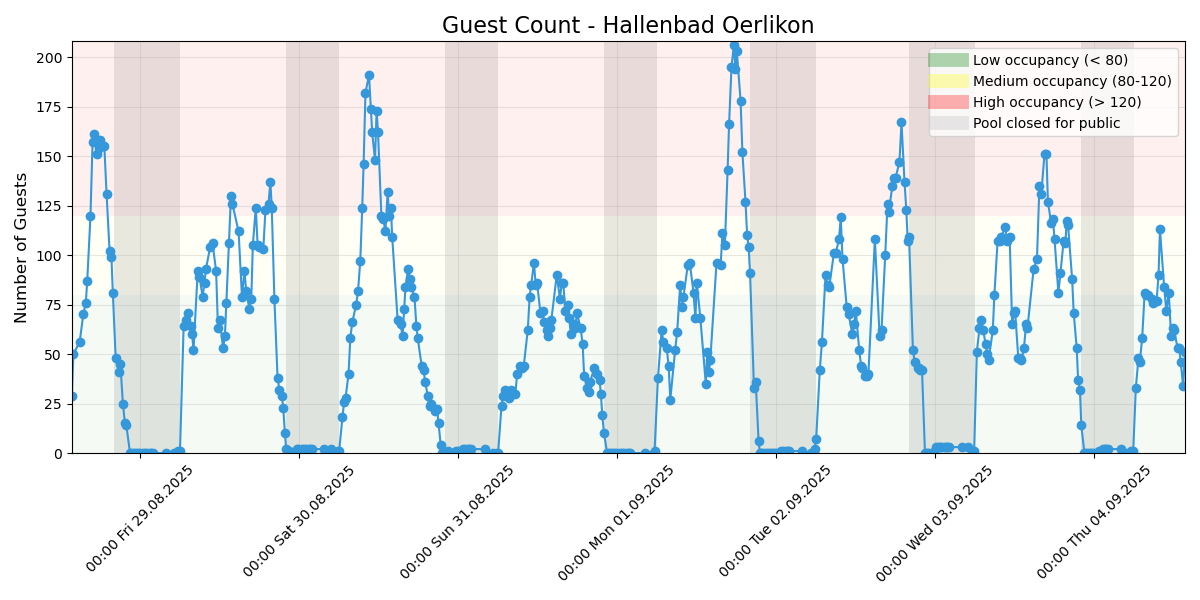 Guest Count - Hallenbad Oerlikon
Number of Guests
200
175
150
125
100
75
50
25
0
Low occupancy (< 80)
Medium occupancy (80-120)
High occupancy (> 120)
Pool closed for public
00:00 Fri 29.08.2025
00:00 Sat 30.08.2025
00:00 Sun 31.08.2025
00:00 Mon 01.09.2025
00:00 Tue 02.09.2025
00:00 Wed 03.09.2025
00:00 Thu 04.09.2025